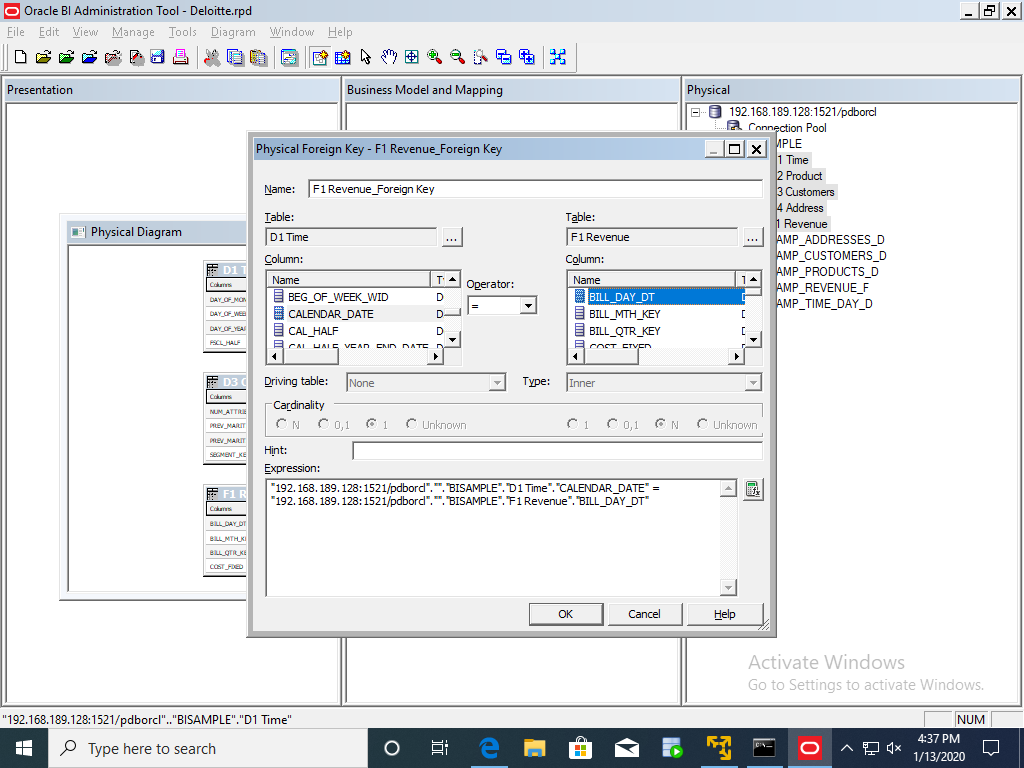 Oracle BI Administration Tool - Deloitte.rpd
File Edit View Manage Tools Diagram Window Help
Presentation
Business Model and Mapping
Physical
192.168.189.128:1521/pdborcl
Connection Pool
MPLE
1 Time
2 Product
3 Customers
4 Address
1 Revenue
AMP_ADDRESSES_D
AMP_CUSTOMERS_D
AMP_PRODUCTS_D
AMP_REVENUE_F
AMP_TIME_DAY_D
Physical Diagram
D1 T
Columns
DAY_OF_MON
DAY_OF_WEE
DAY_OF_YEAR
FSCL_HALF
D3 C
Columns
NUM_ATTRIE
PREV_MARIT
PREV_MARIT
SEGMENT_KE
F1 R
Columns
BILL_DAY_DT
BILL_MTH_KE
BILL_QTR_KE
COST_FIXED
Physical Foreign Key - F1 Revenue_Foreign Key
Name: F1 Revenue_Foreign Key
Table: Table:
D1 Time ... F1 Revenue ...
Column: Column:
Name T
BEG_OF_WEEK_WID D
CALENDAR_DATE D
CAL_HALF D
CAL_HALF_YEAR_END_DATE D
Operator:
=
Name T
BILL_DAY_DT D
BILL_MTH_KEY D
BILL_QTR_KEY D
COST_FIXED
Driving table: None Type: Inner
Cardinality
N 0,1 1 Unknown 1 0,1 N Unknown
Hint:
Expression:
"192.168.189.128:1521/pdborcl"."".”BISAMPLE"."D1 Time"."CALENDAR_DATE" =
"192.168.189.128:1521/pdborcl"."".”BISAMPLE"."F1 Revenue"."BILL_DAY_DT"
OK Cancel Help
Activate Windows
Go to Settings to activate Windows.
"192.168.189.128:1521/pdborcl".."BISAMPLE"."D1 Time"
NUM
Type here to search
4:37 PM
1/13/2020